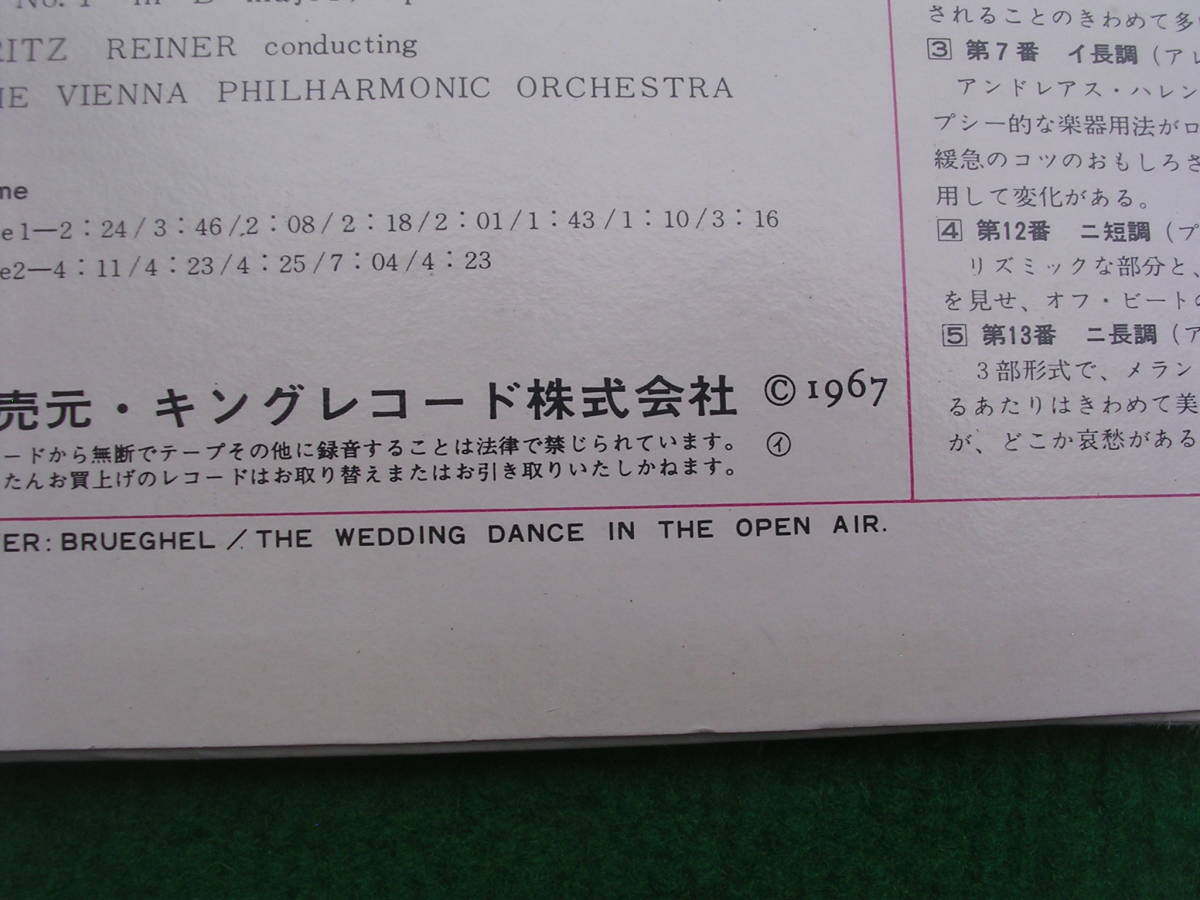 No. 1 in B major,
RITZ REINER conducting
HE VIENNA PHILHARMONIC ORCHESTRA
me
e1—2：24/3：46/2：08/2：18/2：01/1：43/1：10/3：16
e2—4：11/4：23/4：25/7：04/4：23
売元・キングレコード株式会社 © 1967
ードから無断でテープその他に録音することは法律で禁じられています。 ㋑
たんお買上げのレコードはお取り替えまたはお引き取りいたしかねます。
ER: BRUEGHEL / THE WEDDING DANCE IN THE OPEN AIR.
されることのきわめて多い
3 第7番 イ長調（アレ
アンドレアス・ハレン
プシー的な楽器用法がロ
緩急のコツのおもしろさ
用して変化がある。
4 第12番 ニ短調（プ
リズミックな部分と、
を見せ、オフ・ビートの
5 第13番 ニ長調（ア
3部形式で、メラン
るあたりはきわめて美
が、どこか哀愁がある